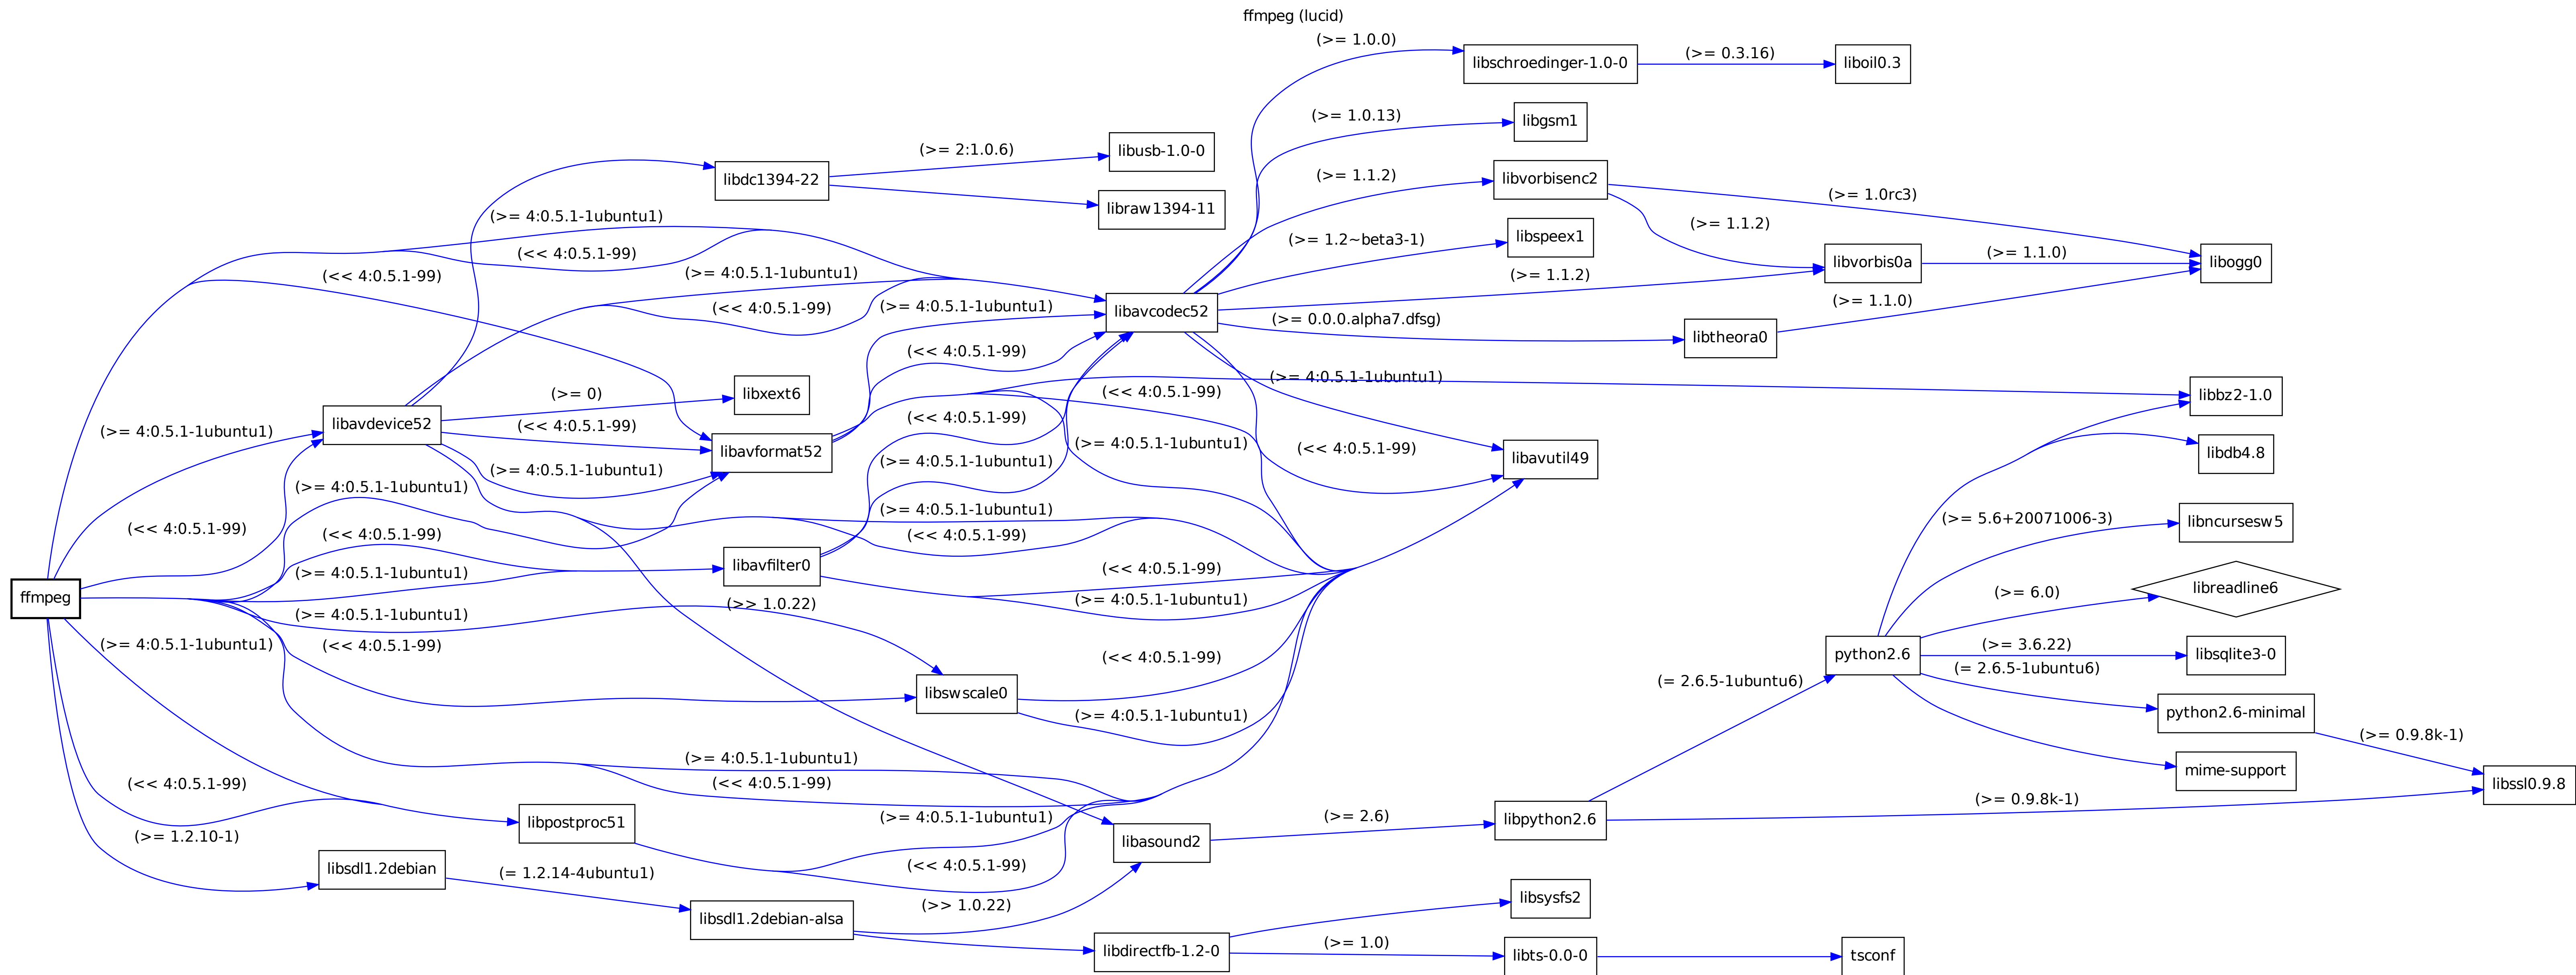 ffmpeg (lucid)
(>= 1.0.0)
libschroedinger-1.0-0
(>= 0.3.16)
liboil0.3
(>= 1.0.13)
libgsm1
(>= 2:1.0.6)
libusb-1.0-0
libdc1394-22
libraw1394-11
(>= 1.1.2)
libvorbisenc2
(>= 1.0rc3)
(>= 1.1.2)
(>= 4:0.5.1-1ubuntu1)
(<< 4:0.5.1-99)
(<< 4:0.5.1-99)
(>= 4:0.5.1-1ubuntu1)
(<< 4:0.5.1-99)
(>= 1.2~beta3-1)
libspeex1
(>= 1.1.2)
libvorbis0a
(>= 1.1.0)
libogg0
(>= 1.1.0)
(>= 4:0.5.1-1ubuntu1)
libavcodec52
(>= 0.0.0.alpha7.dfsg)
libtheora0
(<< 4:0.5.1-99)
(>= 4:0.5.1-1ubuntu1)
(<< 4:0.5.1-99)
libbz2-1.0
(>= 0)
libxext6
(>= 4:0.5.1-1ubuntu1)
libavdevice52
(<< 4:0.5.1-99)
(<< 4:0.5.1-99)
libavformat52
(>= 4:0.5.1-1ubuntu1)
(<< 4:0.5.1-99)
libavutil49
libdb4.8
(>= 4:0.5.1-1ubuntu1)
(>= 4:0.5.1-1ubuntu1)
(>= 4:0.5.1-1ubuntu1)
(<< 4:0.5.1-99)
(>= 4:0.5.1-1ubuntu1)
(<< 4:0.5.1-99)
(<< 4:0.5.1-99)
(>= 5.6+20071006-3)
libncursesw5
(>= 4:0.5.1-1ubuntu1)
libavfilter0
(<< 4:0.5.1-99)
(>= 4:0.5.1-1ubuntu1)
ffmpeg
(>> 1.0.22)
(>= 4:0.5.1-1ubuntu1)
(>= 6.0)
libreadline6
(>= 4:0.5.1-1ubuntu1)
(<< 4:0.5.1-99)
(<< 4:0.5.1-99)
python2.6
(>= 3.6.22)
libsqlite3-0
(= 2.6.5-1ubuntu6)
(= 2.6.5-1ubuntu6)
libswscale0
(>= 4:0.5.1-1ubuntu1)
python2.6-minimal
(>= 0.9.8k-1)
(>= 4:0.5.1-1ubuntu1)
(<< 4:0.5.1-99)
mime-support
libssl0.9.8
(<< 4:0.5.1-99)
(>= 0.9.8k-1)
(>= 1.2.10-1)
libpostproc51
(>= 4:0.5.1-1ubuntu1)
(<< 4:0.5.1-99)
libasound2
(>= 2.6)
libpython2.6
libsdl1.2debian
(= 1.2.14-4ubuntu1)
libsdl1.2debian-alsa
(>> 1.0.22)
libdirectfb-1.2-0
libsysfs2
(>= 1.0)
libts-0.0-0
tsconf